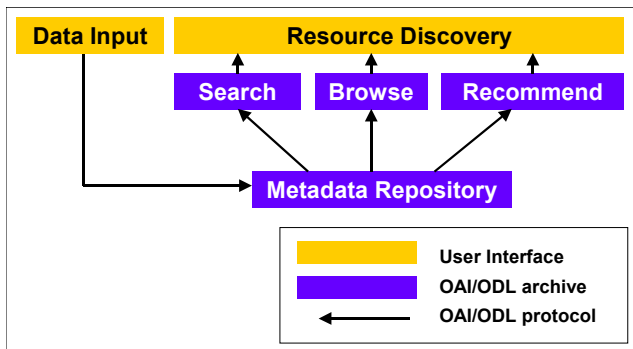 Data Input
Resource Discovery
Search
Browse
Recommend
Metadata Repository
User Interface
OAI/ODL archive
OAI/ODL protocol